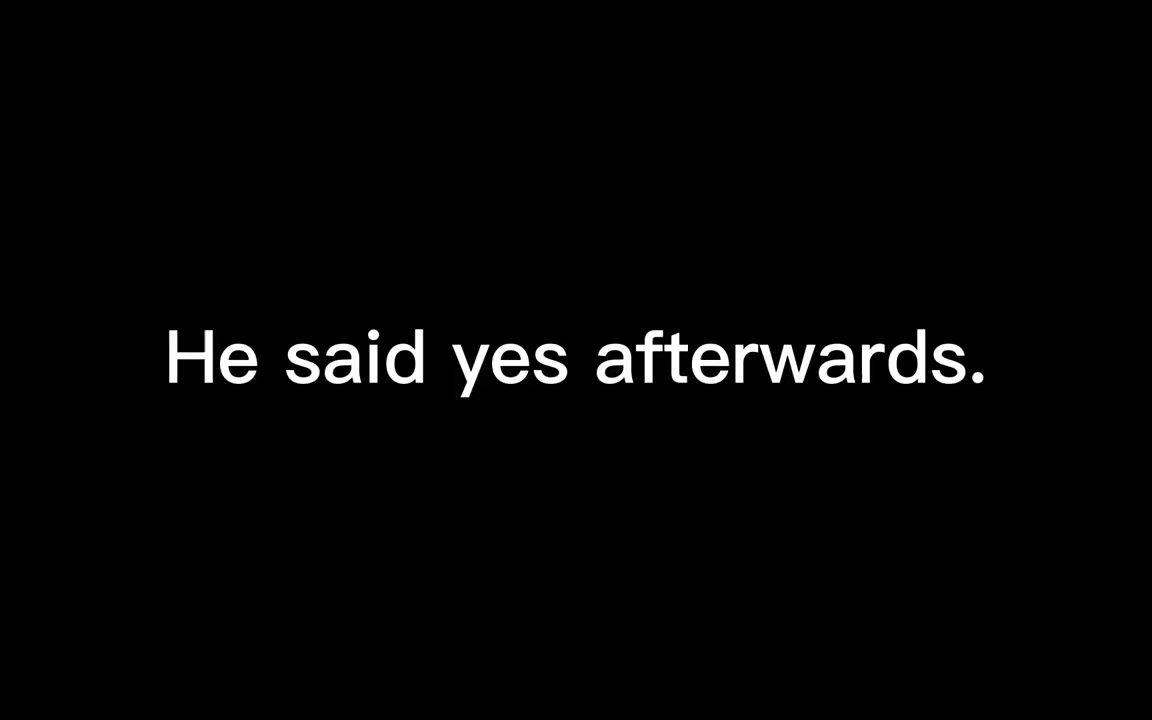 He said yes afterwards.